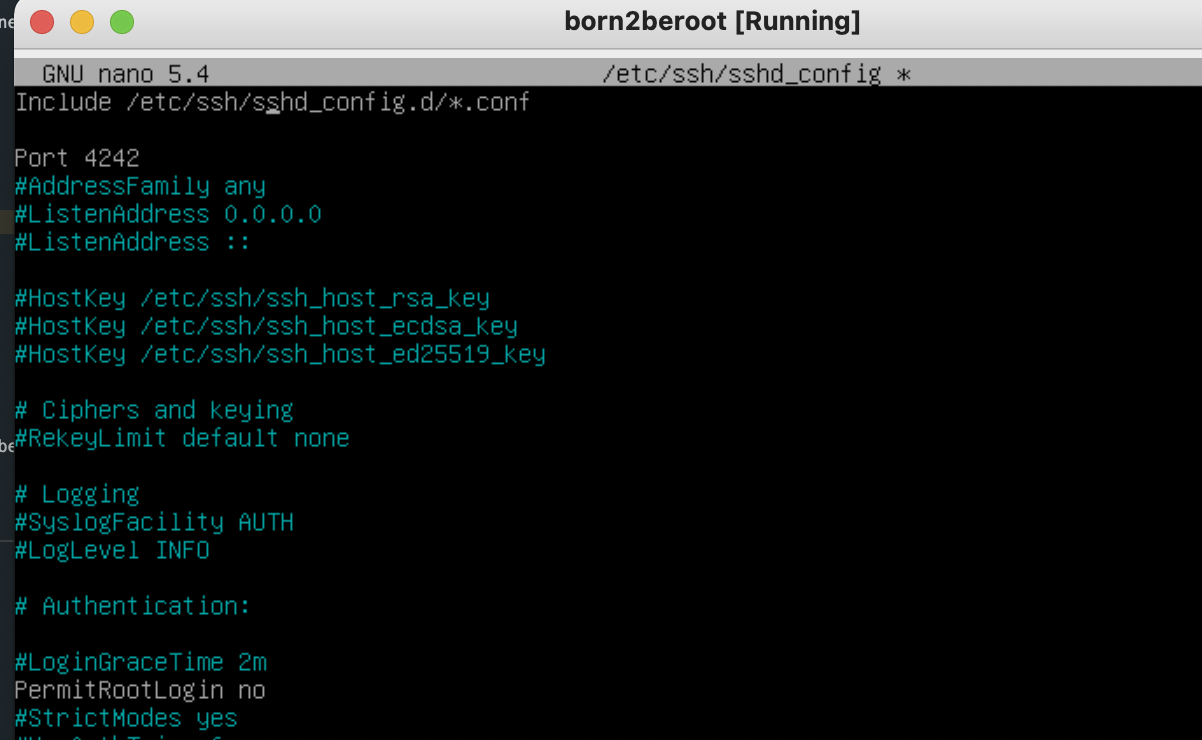 born2beroot [Running]
GNU nano 5.4 /etc/ssh/sshd_config *
Include /etc/ssh/sshd_config.d/*.conf
Port 4242
#AddressFamily any
#ListenAddress 0.0.0.0
#ListenAddress ::
#HostKey /etc/ssh/ssh_host_rsa_key
#HostKey /etc/ssh/ssh_host_ecdsa_key
#HostKey /etc/ssh/ssh_host_ed25519_key
# Ciphers and keying
#RekeyLimit default none
# Logging
#SyslogFacility AUTH
#LogLevel INFO
# Authentication:
#LoginGraceTime 2m
PermitRootLogin no
#StrictModes yes